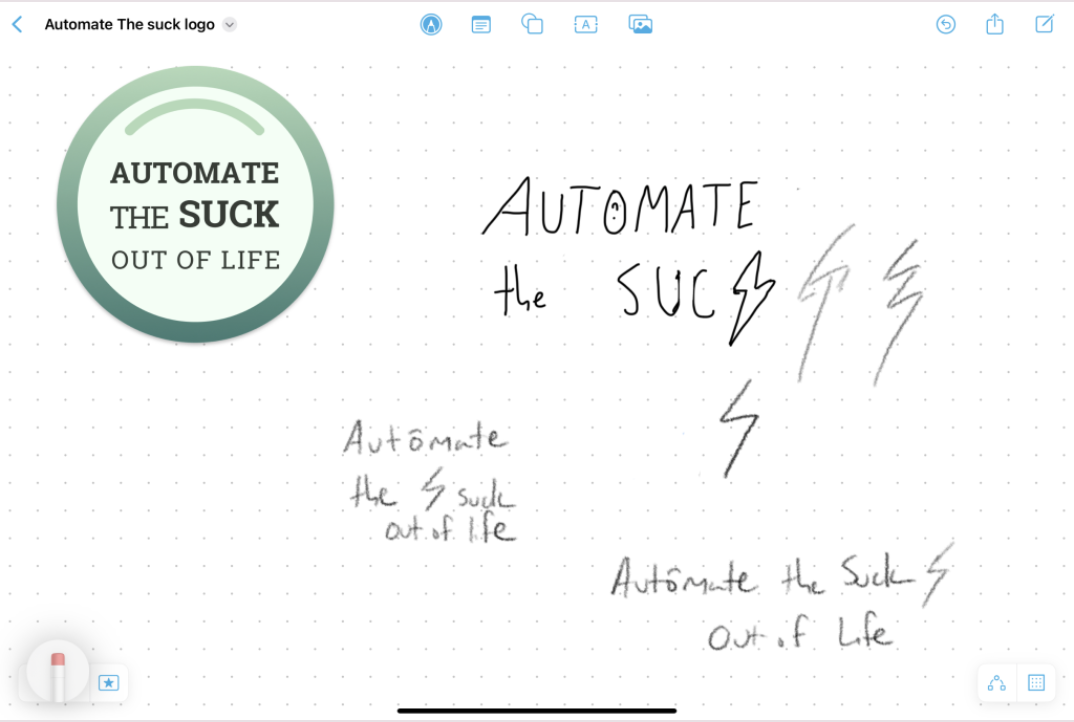 Automate The suck logo
A
AUTOMATE
THE SUCK
OUT OF LIFE
AUTOMATE
the SUC
Automate
the suck
out of life
Automate the Suck
Out of Life